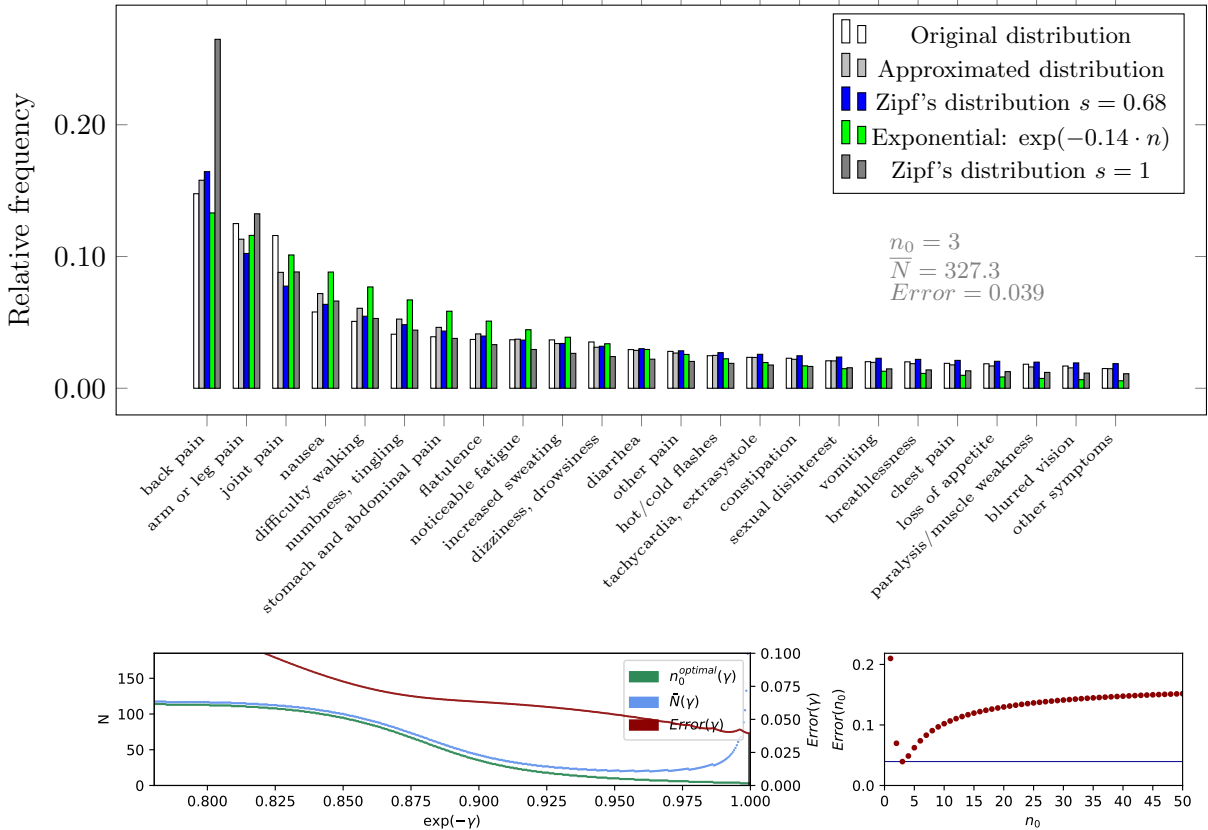 Relative frequency
0.20
0.10
0.00
Original distribution
Approximated distribution
Zipf's distribution s = 0.68
Exponential: exp(−0.14 · n)
Zipf's distribution s = 1
n₀ = 3
N̅ = 327.3
Error = 0.039
back pain
arm or leg pain
joint pain
nausea
difficulty walking
numbness, tingling
stomach and abdominal pain
flatulence
noticeable fatigue
increased sweating
dizziness, drowsiness
diarrhea
other pain
hot/cold flashes
tachycardia, extrasystole
constipation
sexual disinterest
vomiting
breathlessness
chest pain
loss of appetite
paralysis/muscle weakness
blurred vision
other symptoms
N
150
100
50
0
0.800 0.825 0.850 0.875 0.900 0.925 0.950 0.975 1.000
exp(−γ)
n₀^optimal(γ)
N̄(γ)
Error(γ)
0.100
0.075
0.050
0.025
0.000
Error(γ)
Error(n₀)
0.2
0.1
0.0
0 5 10 15 20 25 30 35 40 45 50
n₀